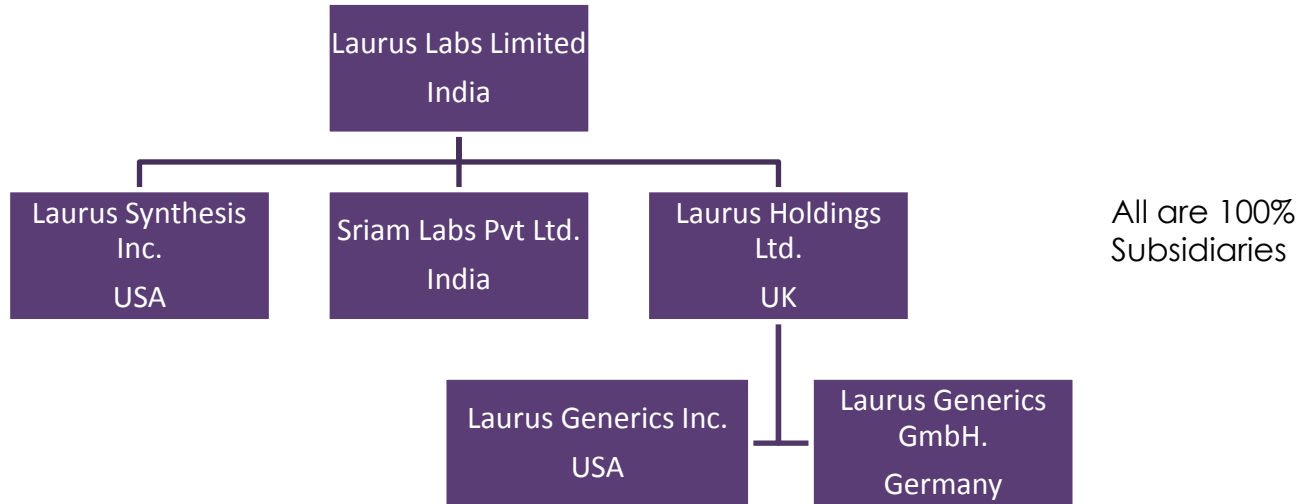 Laurus Labs Limited
India
Laurus Synthesis
Inc.
USA
Sriam Labs Pvt Ltd.
India
Laurus Holdings
Ltd.
UK
All are 100%
Subsidiaries
Laurus Generics Inc.
USA
Laurus Generics
GmbH.
Germany